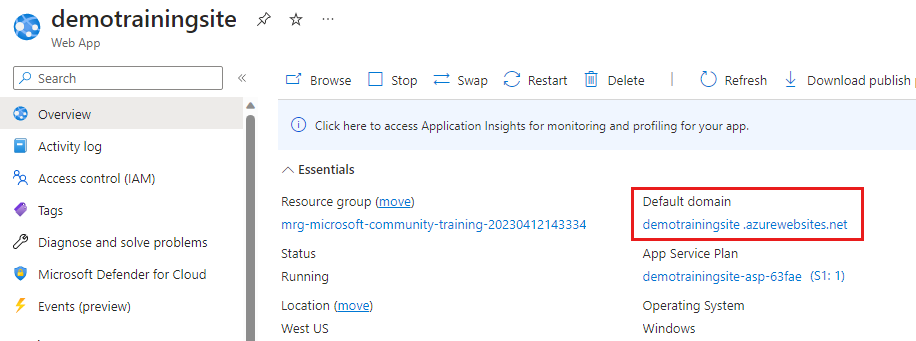 demotrainingsite
Web App
Search
Overview
Activity log
Access control (IAM)
Tags
Diagnose and solve problems
Microsoft Defender for Cloud
Events (preview)
Browse Stop Swap Restart Delete Refresh Download publish p
Click here to access Application Insights for monitoring and profiling for your app.
Essentials
Resource group (move)
mrg-microsoft-community-training-20230412143334
Status
Running
Location (move)
West US
Default domain
demotrainingsite .azurewebsites.net
App Service Plan
demotrainingsite-asp-63fae (S1: 1)
Operating System
Windows